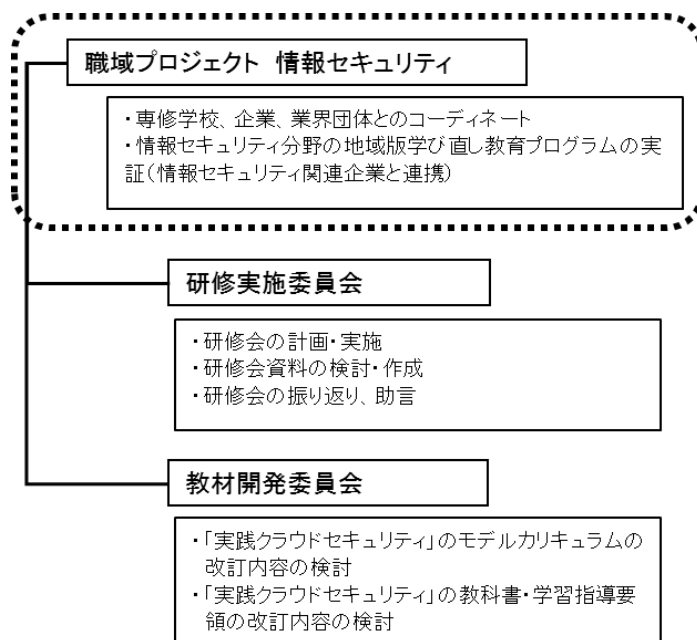 職域プロジェクト 情報セキュリティ
・専修学校、企業、業界団体とのコーディネート
・情報セキュリティ分野の地域版学び直し教育プログラムの実
証（情報セキュリティ関連企業と連携）
研修実施委員会
・研修会の計画・実施
・研修会資料の検討・作成
・研修会の振り返り、助言
教材開発委員会
・「実践クラウドセキュリティ」のモデルカリキュラムの
改訂内容の検討
・「実践クラウドセキュリティ」の教科書・学習指導要
領の改訂内容の検討